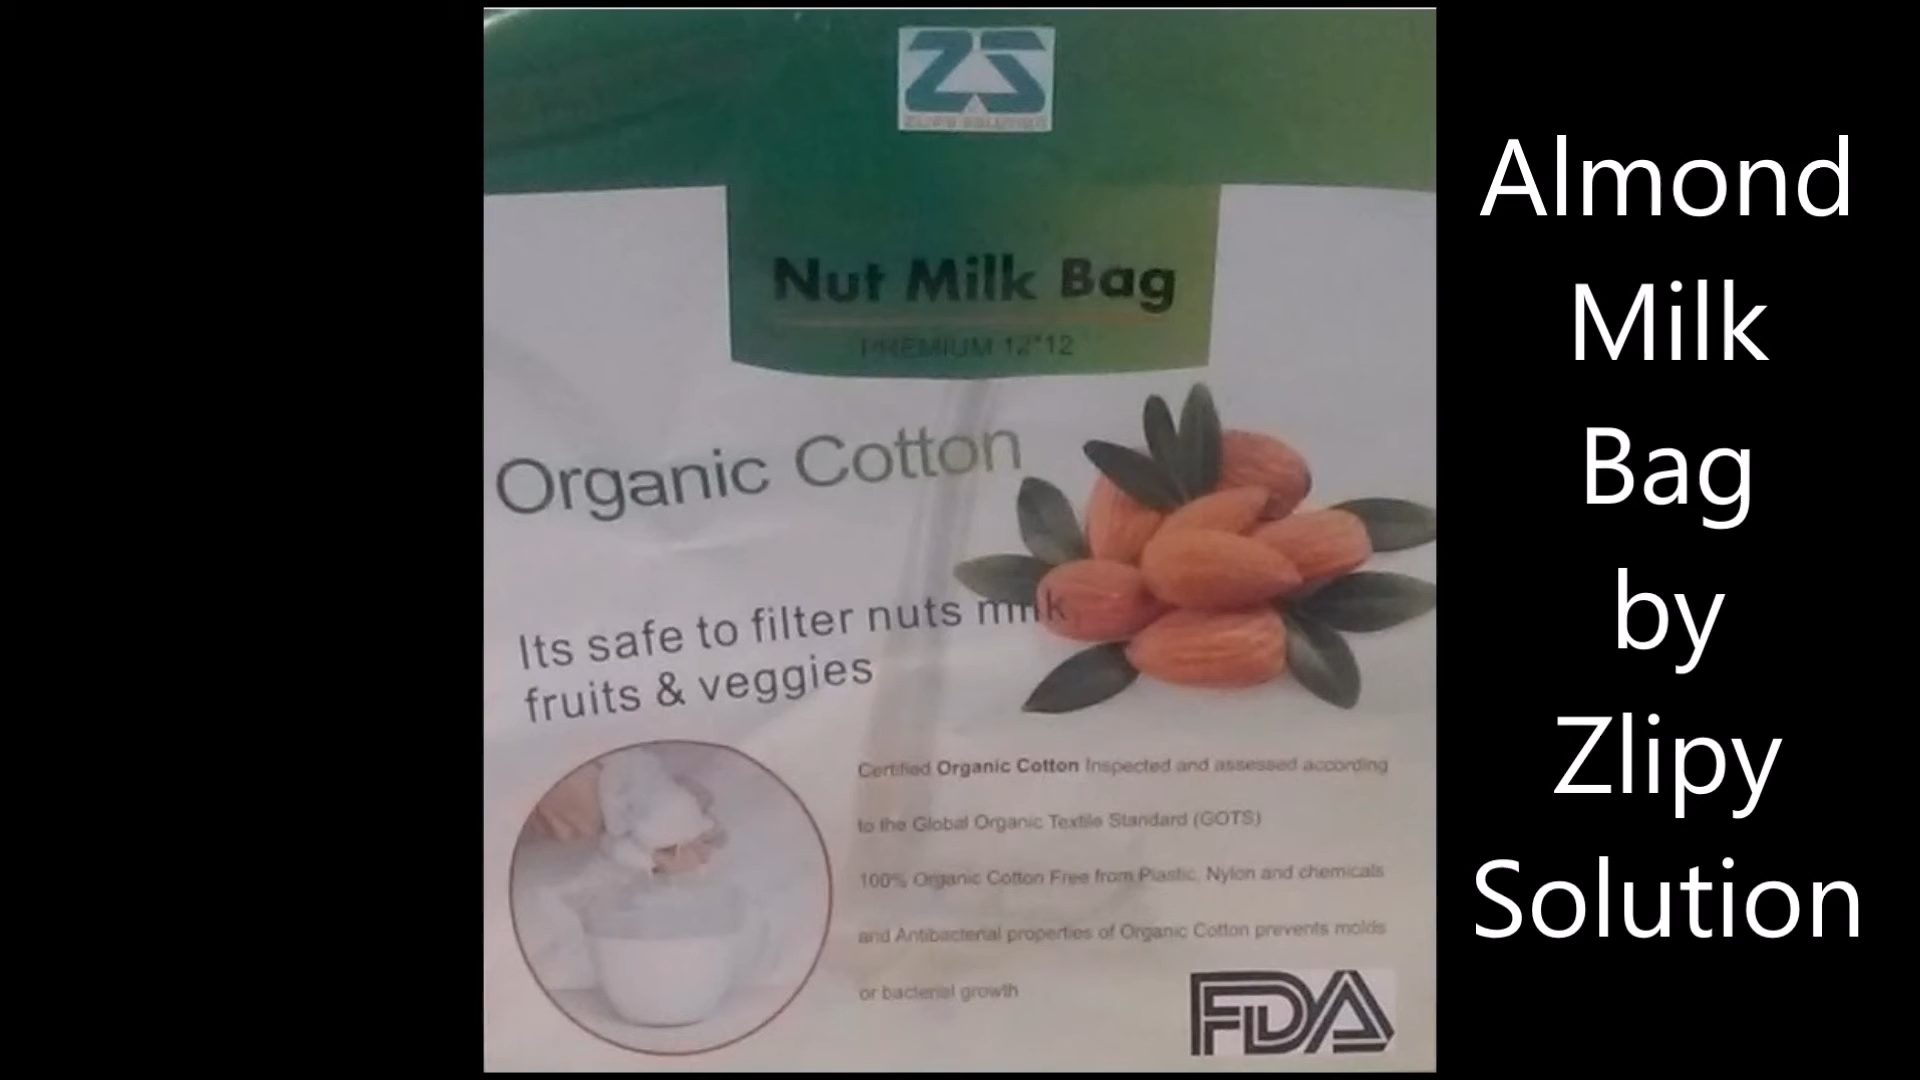 ZS
ZLIPY SOLUTION
Nut Milk Bag
PREMIUM 12*12
Organic Cotton
Its safe to filter nuts milk
fruits & veggies
Certified Organic Cotton Inspected and assessed according
to the Global Organic Textile Standard (GOTS)
100% Organic Cotton Free from Plastic, Nylon and chemicals
and Antibacterial properties of Organic Cotton prevents molds
or bacterial growth
FDA
Almond
Milk
Bag
by
Zlipy
Solution